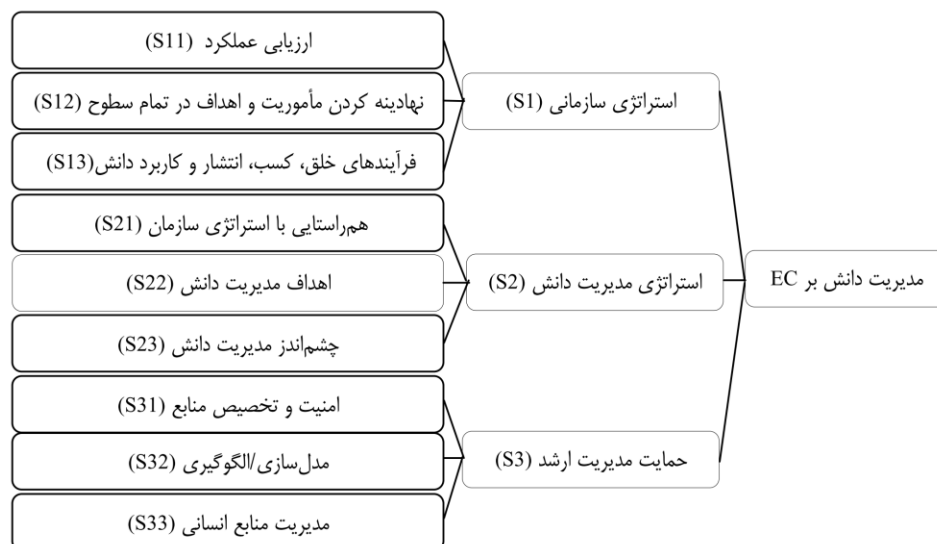 مدیریت دانش بر EC
استراتژی سازمانی (S1)
ارزیابی عملکرد (S11)
نهادینه کردن مأموریت و اهداف در تمام سطوح (S12)
فرآیندهای خلق، کسب، انتشار و کاربرد دانش(S13)
استراتژی مدیریت دانش (S2)
هم‌راستایی با استراتژی سازمان (S21)
اهداف مدیریت دانش (S22)
چشم‌اندز مدیریت دانش (S23)
حمایت مدیریت ارشد (S3)
امنیت و تخصیص منابع (S31)
مدل‌سازی/الگوگیری (S32)
مدیریت منابع انسانی (S33)